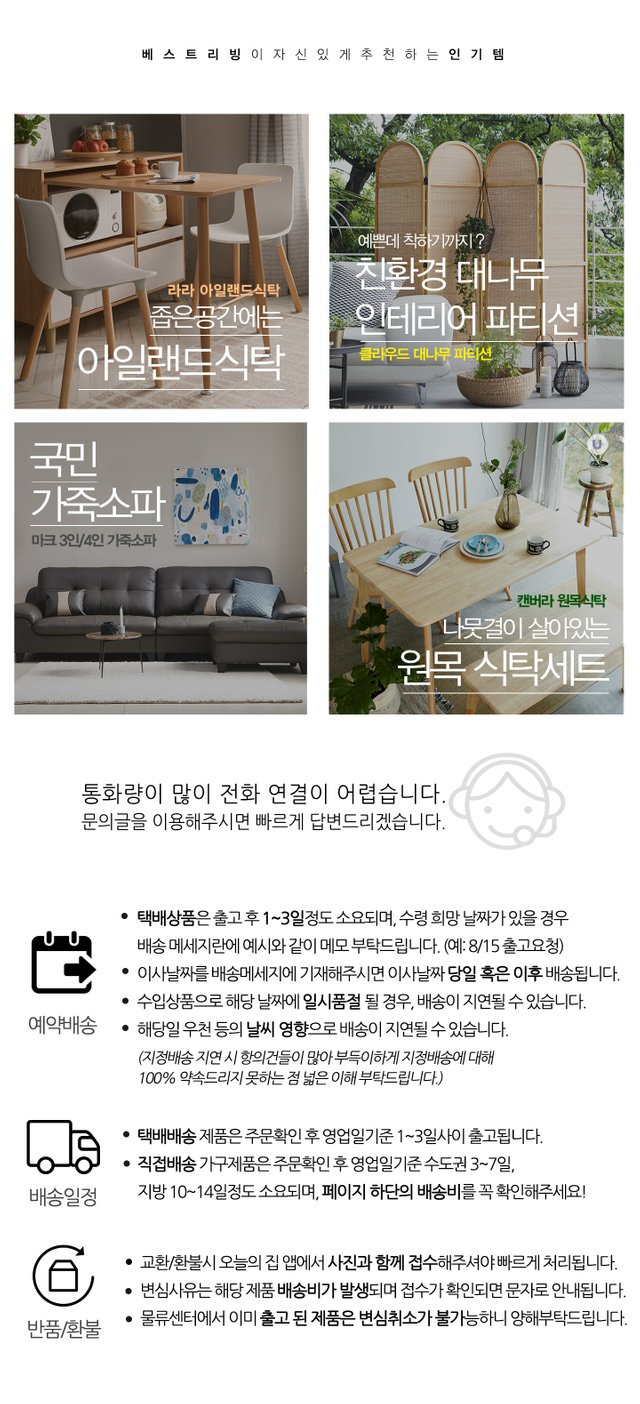 베스트리빙이자신있게추천하는인기템
라라 아일랜드식탁
좁은공간에는
아일랜드식탁
예쁜데 착하기까지?
친환경 대나무
인테리어 파티션
클라우드 대나무 파티션
국민
가죽소파
마크 3인/4인 가죽소파
U
캔버라 원목식탁
나뭇결이 살아있는
원목 식탁세트
통화량이 많이 전화 연결이 어렵습니다.
문의글을 이용해주시면 빠르게 답변드리겠습니다.
예약배송
• 택배상품은 출고 후 1~3일정도 소요되며, 수령 희망 날짜가 있을 경우
배송 메세지란에 예시와 같이 메모 부탁드립니다. (예: 8/15 출고요청)
• 이사날짜를 배송메세지에 기재해주시면 이사날짜 당일 혹은 이후 배송됩니다.
• 수입상품으로 해당 날짜에 일시품절 될 경우, 배송이 지연될 수 있습니다.
• 해당일 우천 등의 날씨 영향으로 배송이 지연될 수 있습니다.
(지정배송 지연 시 항의건들이 많아 부득이하게 지정배송에 대해
100% 약속드리지 못하는 점 넓은 이해 부탁드립니다.)
배송일정
• 택배배송 제품은 주문확인 후 영업일기준 1~3일사이 출고됩니다.
• 직접배송 가구제품은 주문확인 후 영업일기준 수도권 3~7일,
지방 10~14일정도 소요되며, 페이지 하단의 배송비를 꼭 확인해주세요!
반품/환불
• 교환/환불시 오늘의 집 앱에서 사진과 함께 접수해주셔야 빠르게 처리됩니다.
• 변심사유는 해당 제품 배송비가 발생되며 접수가 확인되면 문자로 안내됩니다.
• 물류센터에서 이미 출고 된 제품은 변심취소가 불가능하니 양해부탁드립니다.